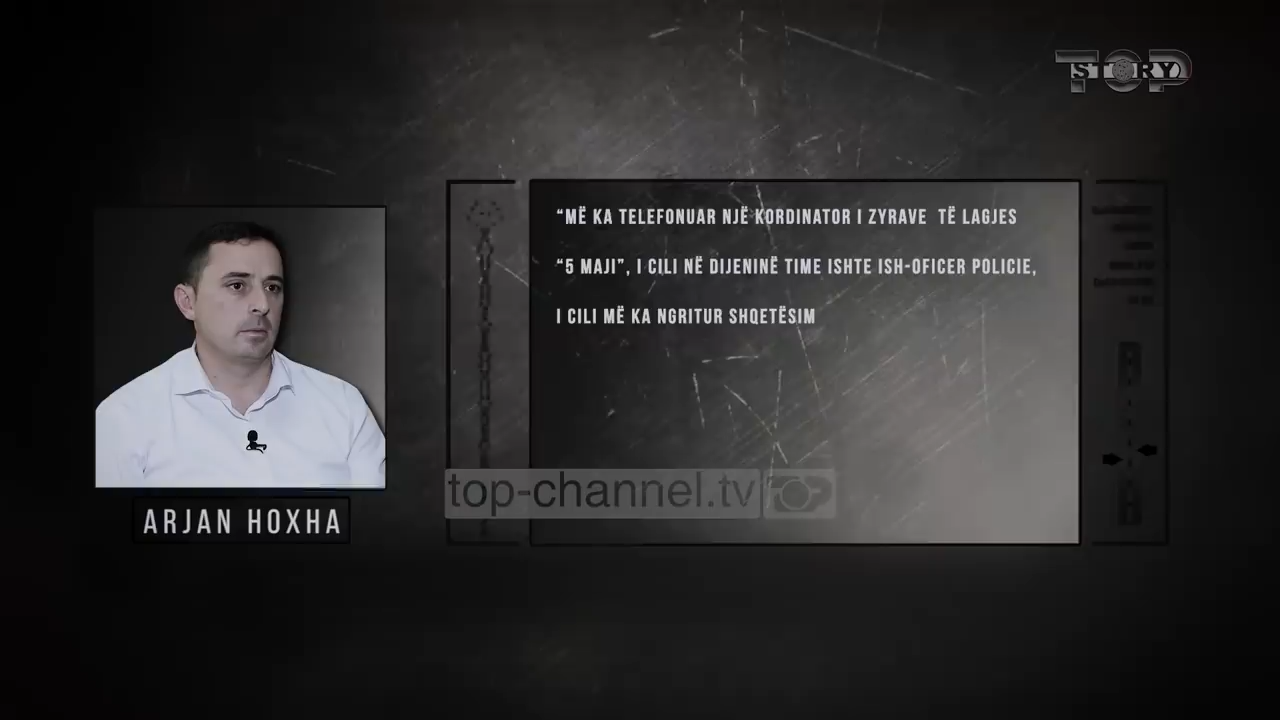 TOP STORY
“MË KA TELEFONUAR NJË KORDINATOR I ZYRAVE TË LAGJES
“5 MAJI”, I CILI NË DIJENINË TIME ISHTE ISH-OFICER POLICIE,
I CILI MË KA NGRITUR SHQETËSIM
top-channel.tv TOP
ARJAN HOXHA